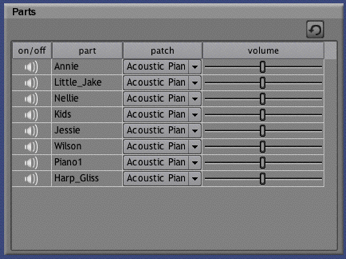 Parts
on/off part patch volume
Annie Acoustic Pian
Little_Jake Acoustic Pian
Nellie Acoustic Pian
Kids Acoustic Pian
Jessie Acoustic Pian
Wilson Acoustic Pian
Piano1 Acoustic Pian
Harp_Gliss Acoustic Pian